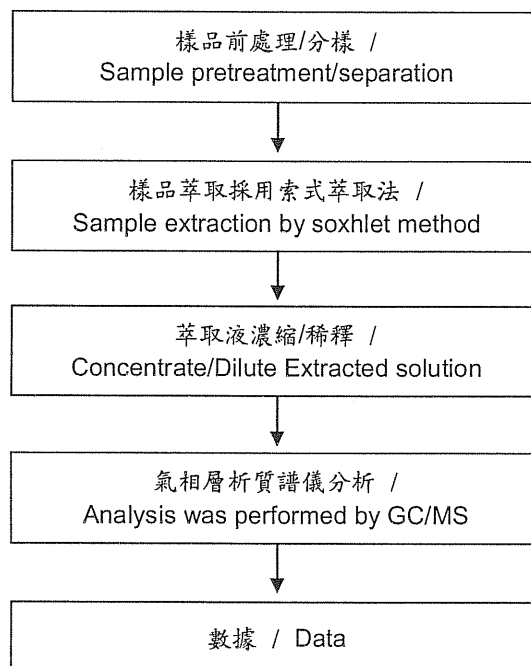 樣品前處理/分樣 /
Sample pretreatment/separation
樣品萃取採用索式萃取法 /
Sample extraction by soxhlet method
萃取液濃縮/稀釋 /
Concentrate/Dilute Extracted solution
氣相層析質譜儀分析 /
Analysis was performed by GC/MS
數據 / Data